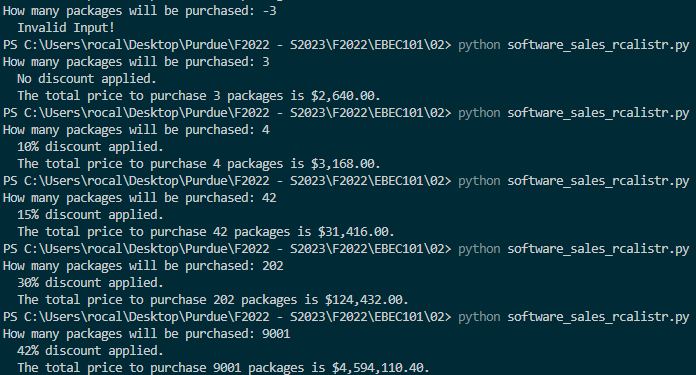 How many packages will be purchased: -3
  Invalid Input!
PS C:\Users\rocal\Desktop\Purdue\F2022 - S2023\F2022\EBEC101\02> python software_sales_rcalistr.py
How many packages will be purchased: 3
  No discount applied.
  The total price to purchase 3 packages is $2,640.00.
PS C:\Users\rocal\Desktop\Purdue\F2022 - S2023\F2022\EBEC101\02> python software_sales_rcalistr.py
How many packages will be purchased: 4
  10% discount applied.
  The total price to purchase 4 packages is $3,168.00.
PS C:\Users\rocal\Desktop\Purdue\F2022 - S2023\F2022\EBEC101\02> python software_sales_rcalistr.py
How many packages will be purchased: 42
  15% discount applied.
  The total price to purchase 42 packages is $31,416.00.
PS C:\Users\rocal\Desktop\Purdue\F2022 - S2023\F2022\EBEC101\02> python software_sales_rcalistr.py
How many packages will be purchased: 202
  30% discount applied.
  The total price to purchase 202 packages is $124,432.00.
PS C:\Users\rocal\Desktop\Purdue\F2022 - S2023\F2022\EBEC101\02> python software_sales_rcalistr.py
How many packages will be purchased: 9001
  42% discount applied.
  The total price to purchase 9001 packages is $4,594,110.40.